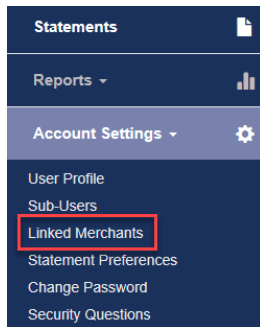 Statements
Reports
Account Settings
User Profile
Sub-Users
Linked Merchants
Statement Preferences
Change Password
Security Questions